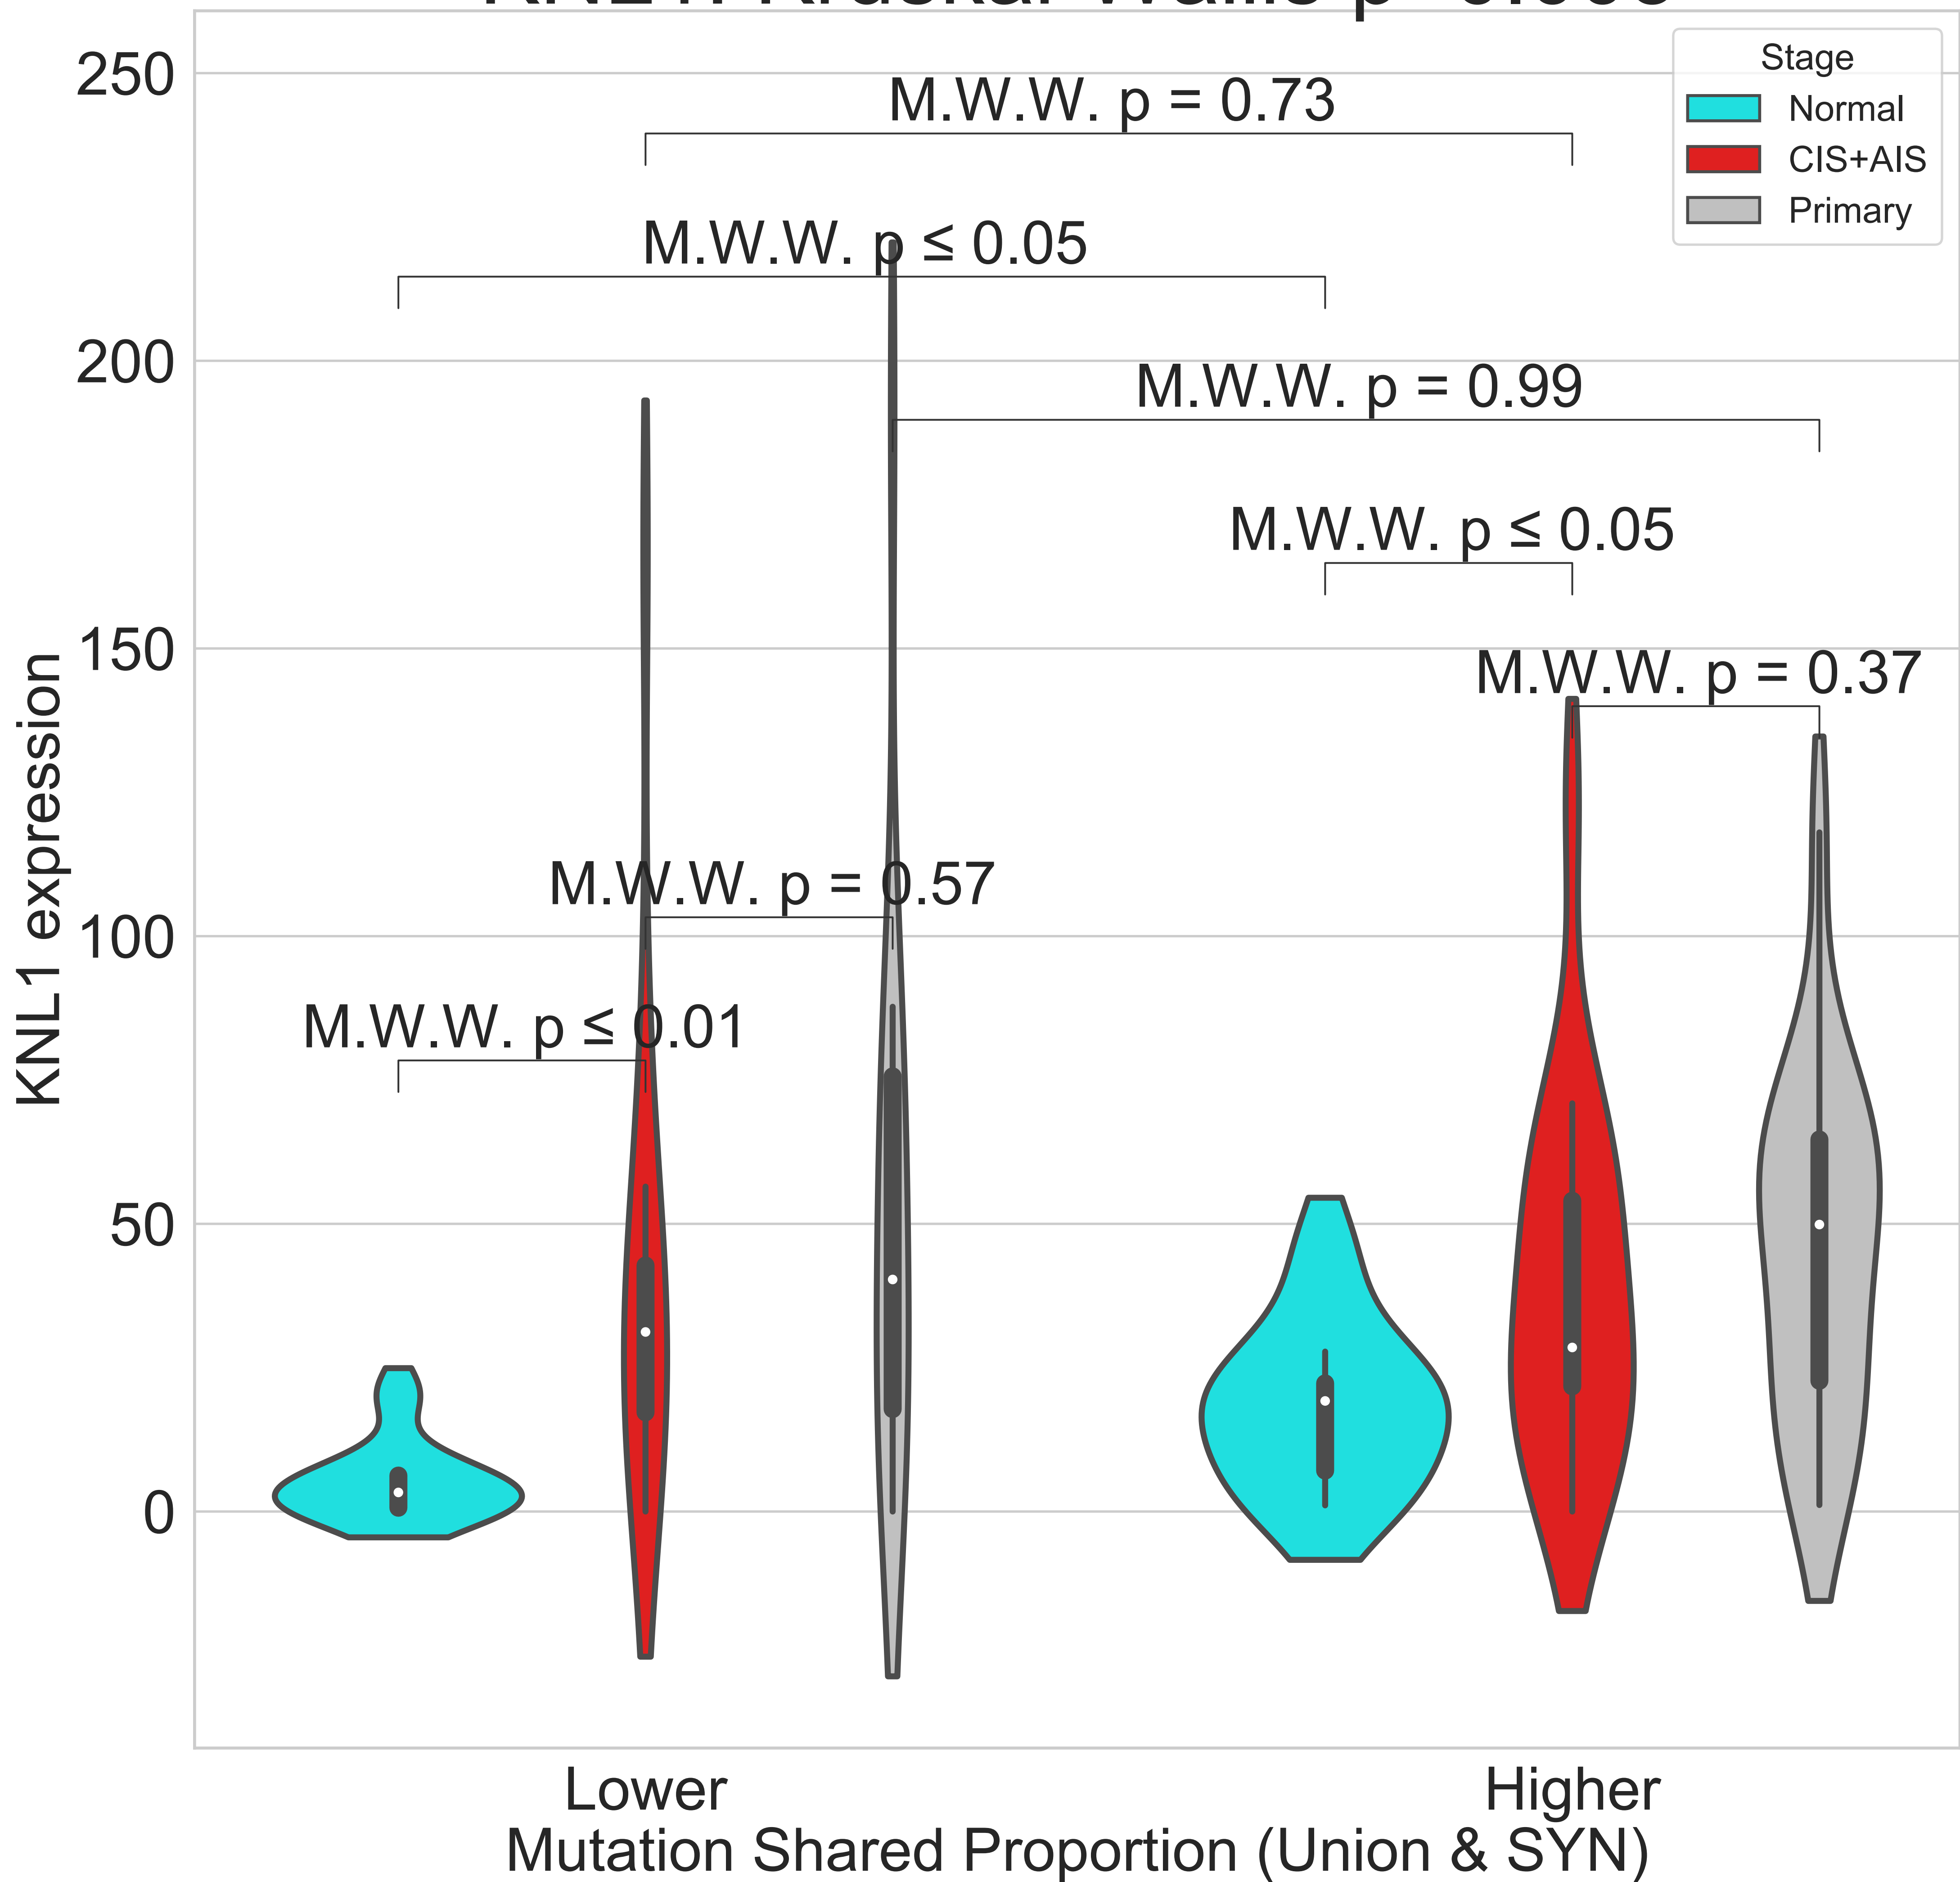 250
Stage
Normal
CIS+AIS
Primary
M.W.W. p = 0.73
M.W.W. p ≤ 0.05
200
M.W.W. p = 0.99
M.W.W. p ≤ 0.05
150
M.W.W. p = 0.37
KNL1 expression
M.W.W. p = 0.57
100
M.W.W. p ≤ 0.01
50
0
Lower
Higher
Mutation Shared Proportion (Union & SYN)